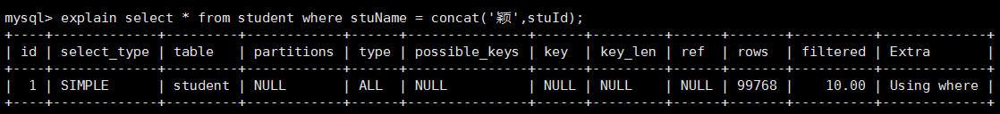 mysql> explain select * from student where stuName = concat('颖',stuId);
+----+-------------+---------+------------+------+---------------+------+---------+------+-------+----------+-------------+
| id | select_type | table   | partitions | type | possible_keys | key  | key_len | ref  | rows  | filtered | Extra       |
+----+-------------+---------+------------+------+---------------+------+---------+------+-------+----------+-------------+
|  1 | SIMPLE      | student | NULL       | ALL  | NULL          | NULL | NULL    | NULL | 99768 |    10.00 | Using where |
+----+-------------+---------+------------+------+---------------+------+---------+------+-------+----------+-------------+